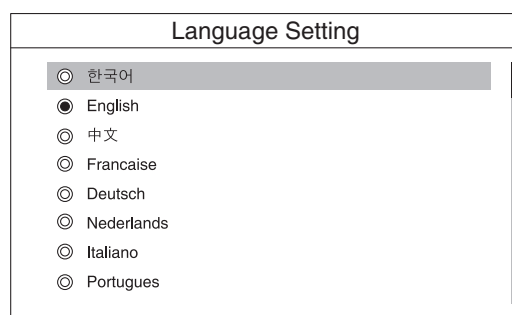 Language Setting
한국어
English
中文
Francaise
Deutsch
Nederlands
Italiano
Portugues